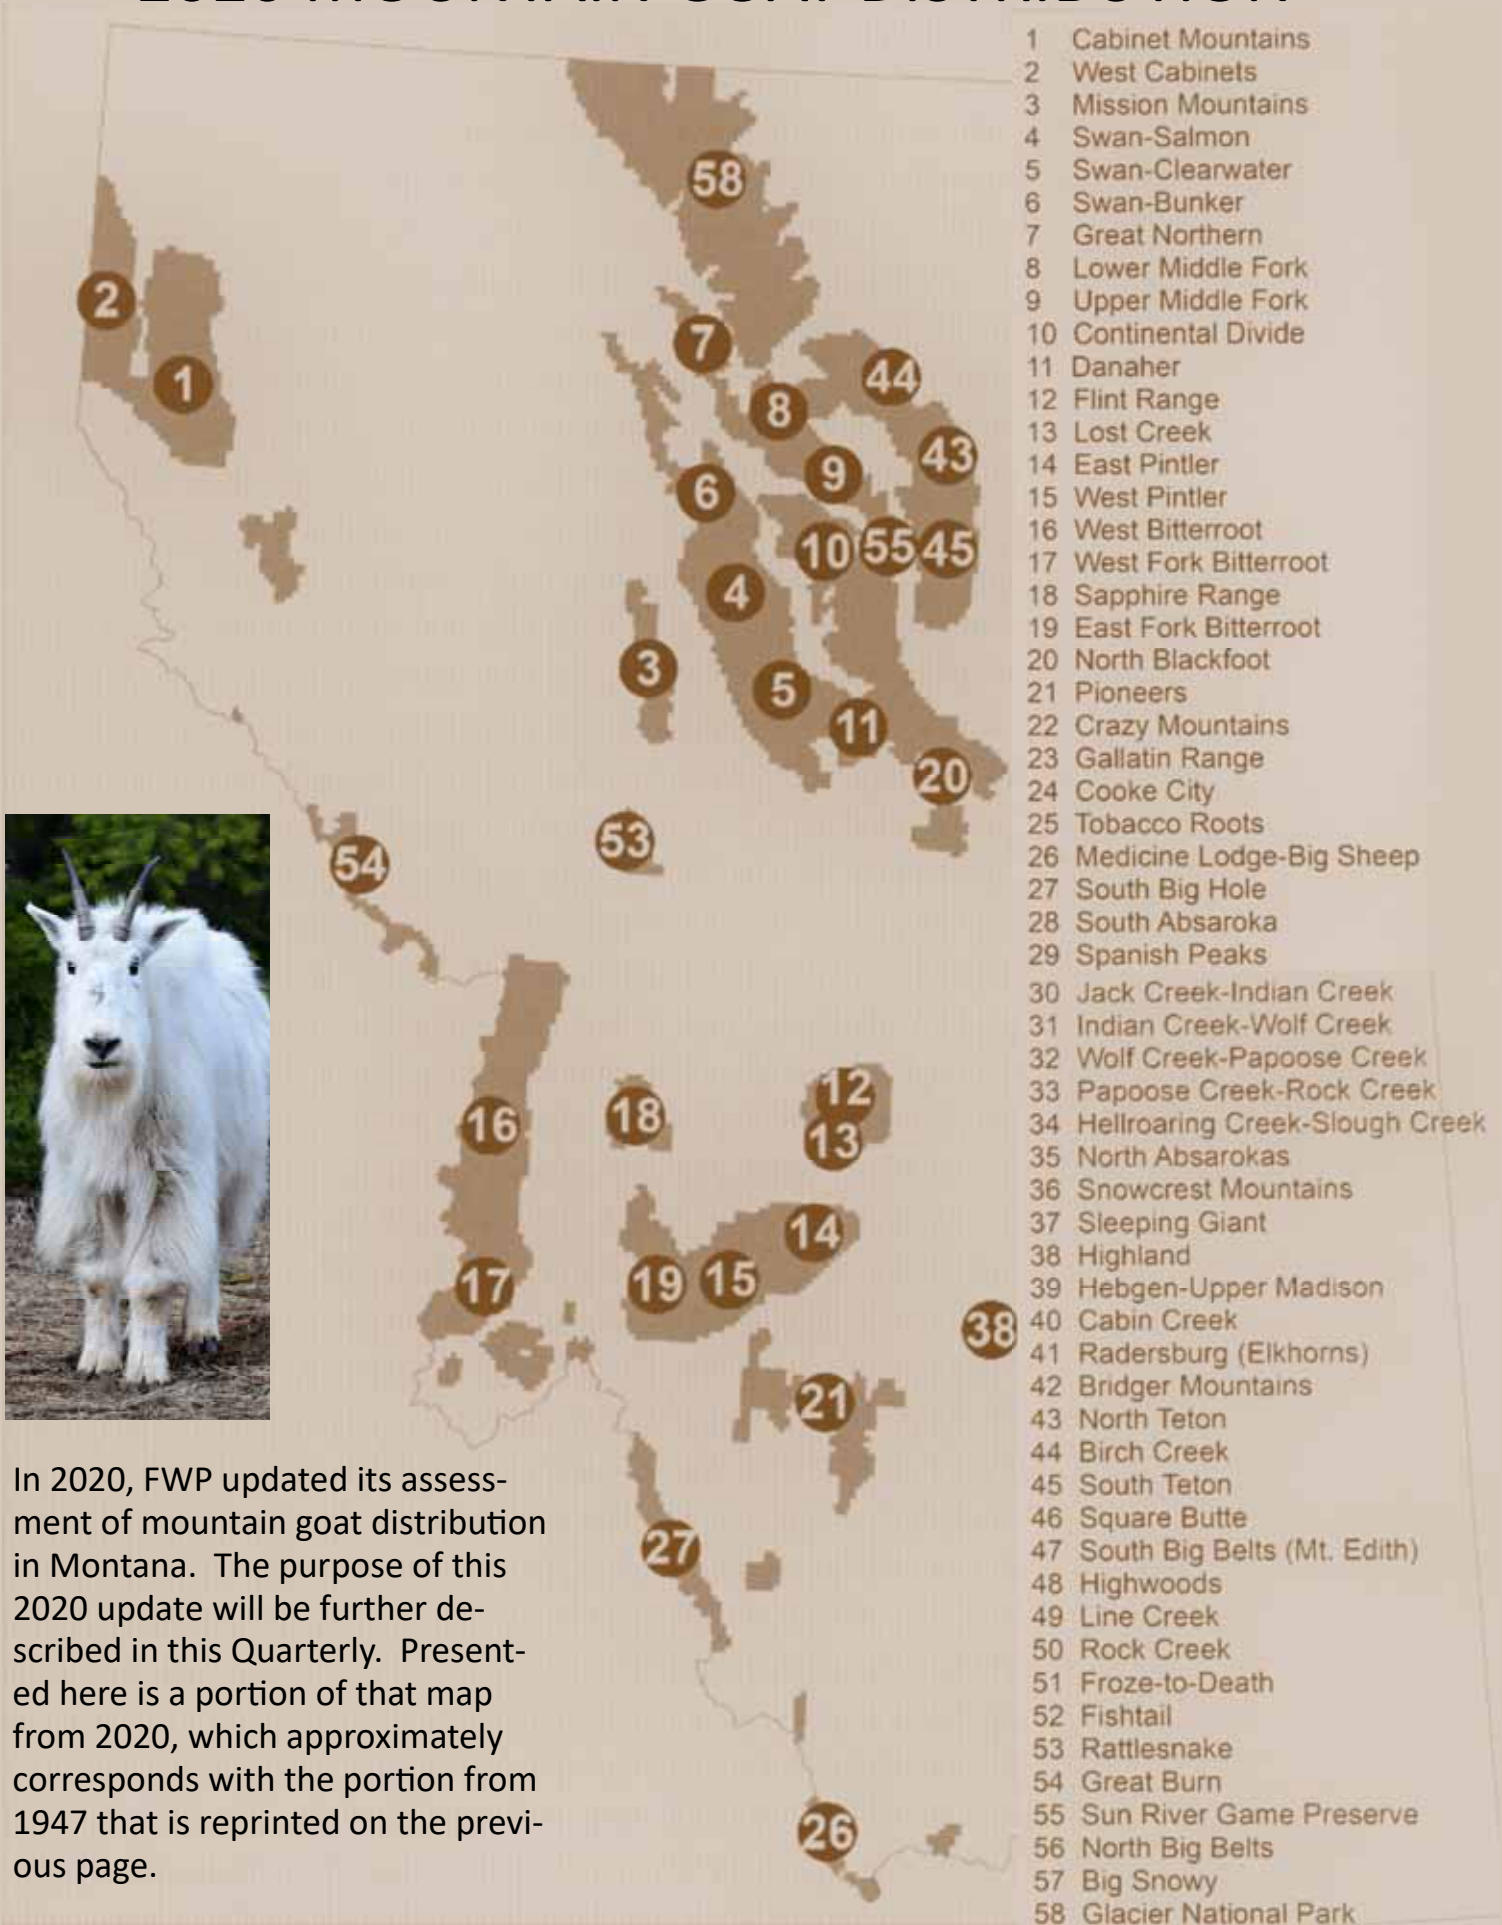 2020 MOUNTAIN GOAT DISTRIBUTION
1 Cabinet Mountains
2 West Cabinets
3 Mission Mountains
4 Swan-Salmon
5 Swan-Clearwater
6 Swan-Bunker
7 Great Northern
8 Lower Middle Fork
9 Upper Middle Fork
10 Continental Divide
11 Danaher
12 Flint Range
13 Lost Creek
14 East Pintler
15 West Pintler
16 West Bitterroot
17 West Fork Bitterroot
18 Sapphire Range
19 East Fork Bitterroot
20 North Blackfoot
21 Pioneers
22 Crazy Mountains
23 Gallatin Range
24 Cooke City
25 Tobacco Roots
26 Medicine Lodge-Big Sheep
27 South Big Hole
28 South Absaroka
29 Spanish Peaks
30 Jack Creek-Indian Creek
31 Indian Creek-Wolf Creek
32 Wolf Creek-Papoose Creek
33 Papoose Creek-Rock Creek
34 Hellroaring Creek-Slough Creek
35 North Absarokas
36 Snowcrest Mountains
37 Sleeping Giant
38 Highland
39 Hebgen-Upper Madison
40 Cabin Creek
41 Radersburg (Elkhorns)
42 Bridger Mountains
43 North Teton
44 Birch Creek
45 South Teton
46 Square Butte
47 South Big Belts (Mt. Edith)
48 Highwoods
49 Line Creek
50 Rock Creek
51 Froze-to-Death
52 Fishtail
53 Rattlesnake
54 Great Burn
55 Sun River Game Preserve
56 North Big Belts
57 Big Snowy
58 Glacier National Park
58
2
7
1
44
8
43
9
6
10 55 45
4
3
5
11
20
53
54
12
16
18
13
14
17
19 15
38
21
27
26
In 2020, FWP updated its assess-
ment of mountain goat distribution
in Montana. The purpose of this
2020 update will be further de-
scribed in this Quarterly. Present-
ed here is a portion of that map
from 2020, which approximately
corresponds with the portion from
1947 that is reprinted on the previ-
ous page.